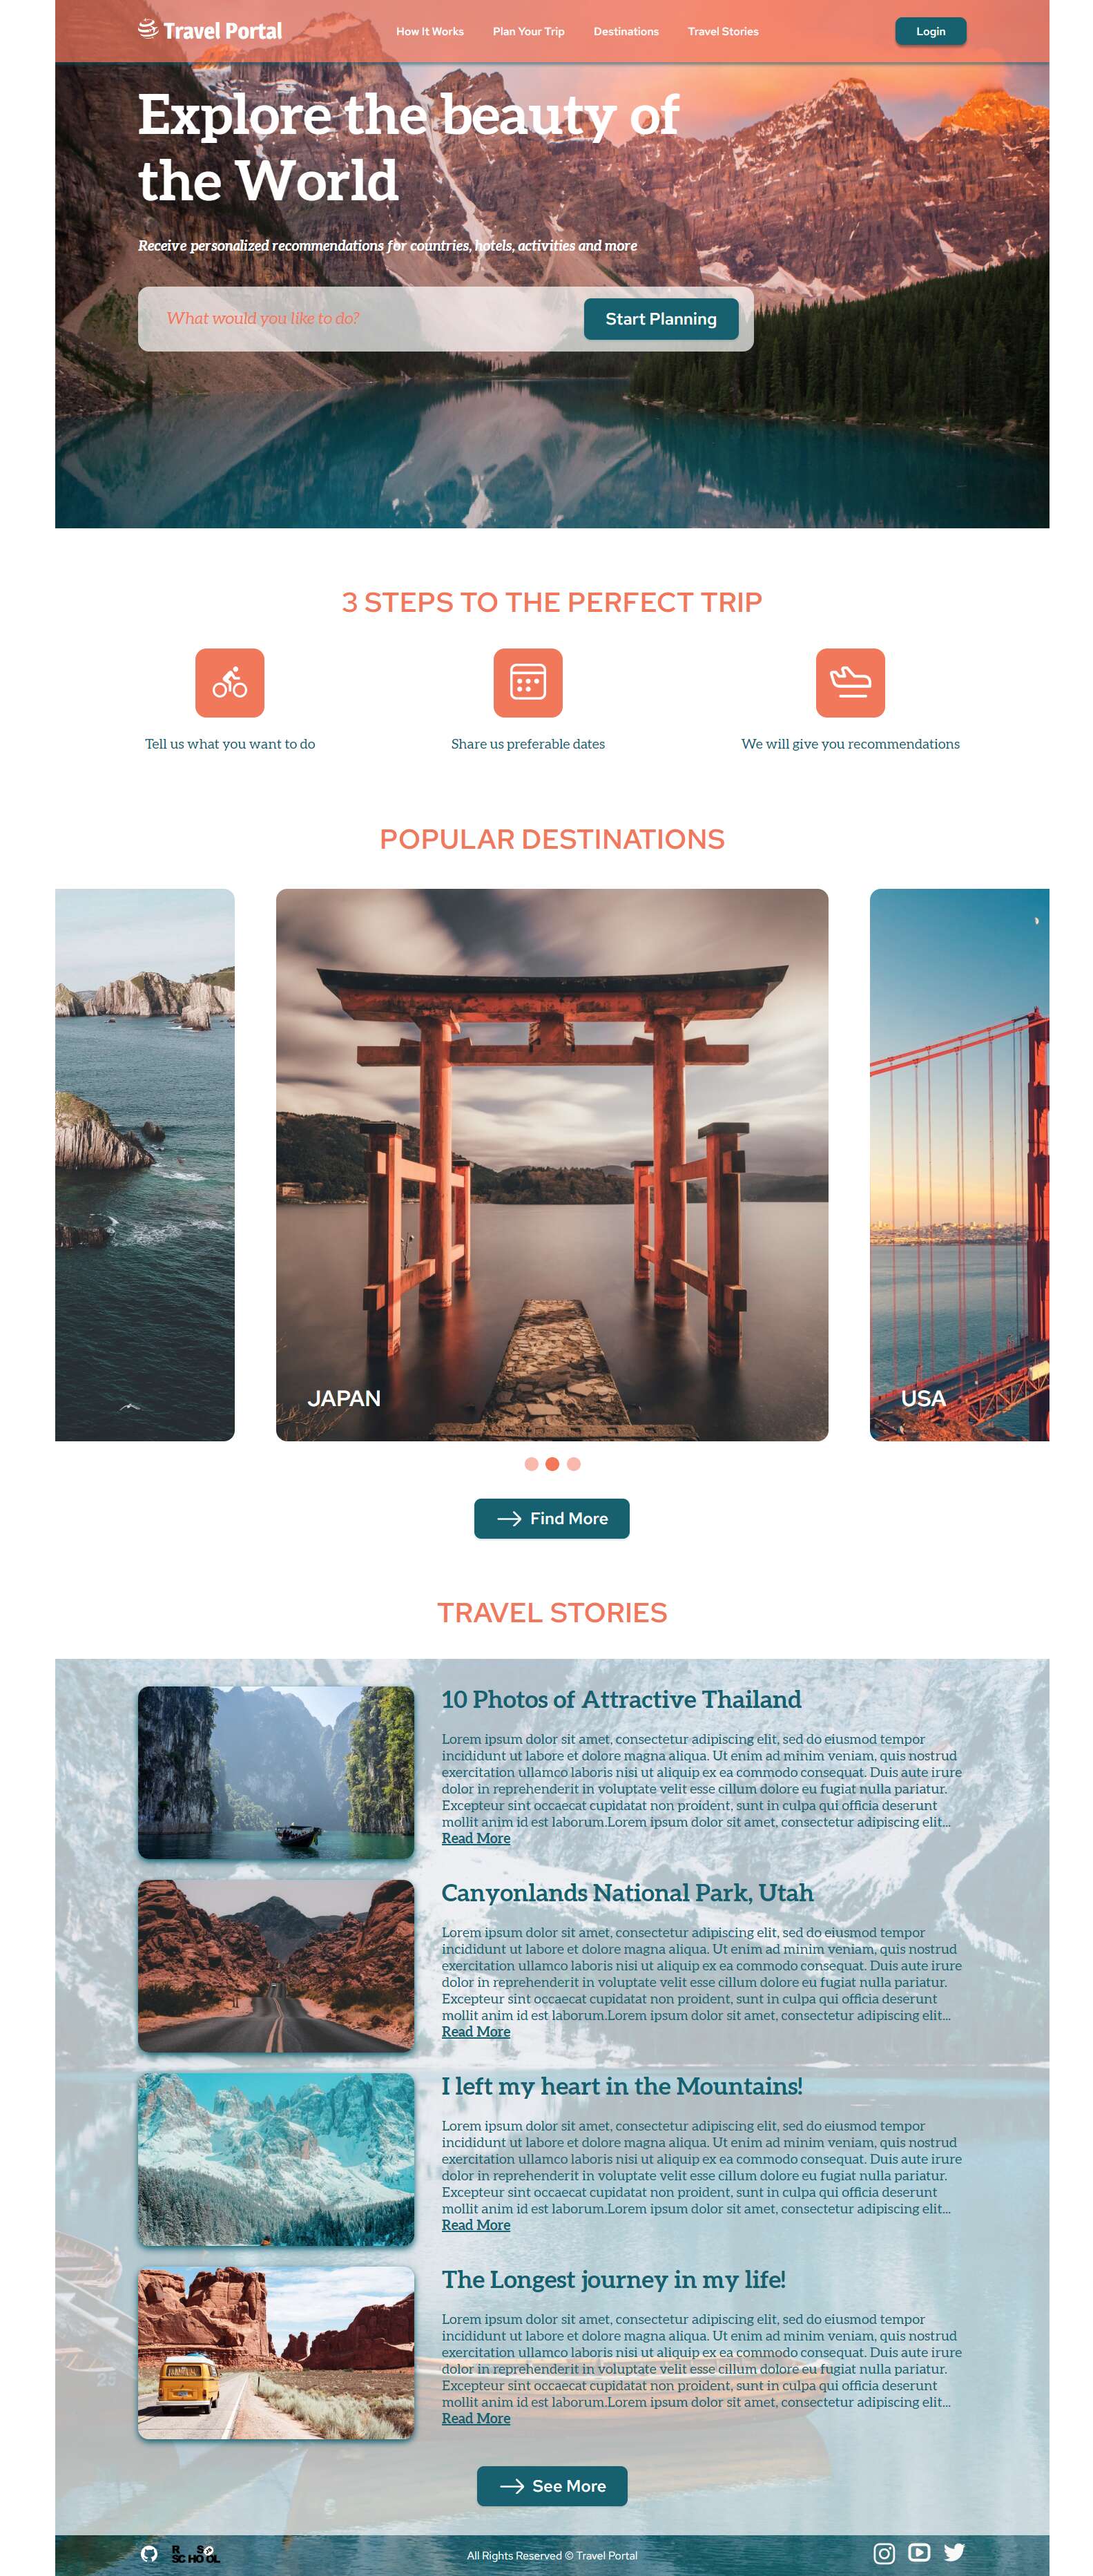 Travel Portal
How It Works
Plan Your Trip
Destinations
Travel Stories
Login
Explore the beauty of
the World
Receive personalized recommendations for countries, hotels, activities and more
What would you like to do?
Start Planning
3 STEPS TO THE PERFECT TRIP
Tell us what you want to do
Share us preferable dates
We will give you recommendations
POPULAR DESTINATIONS
JAPAN
USA
Find More
TRAVEL STORIES
10 Photos of Attractive Thailand
Lorem ipsum dolor sit amet, consectetur adipiscing elit, sed do eiusmod tempor
incididunt ut labore et dolore magna aliqua. Ut enim ad minim veniam, quis nostrud
exercitation ullamco laboris nisi ut aliquip ex ea commodo consequat. Duis aute irure
dolor in reprehenderit in voluptate velit esse cillum dolore eu fugiat nulla pariatur.
Excepteur sint occaecat cupidatat non proident, sunt in culpa qui officia deserunt
mollit anim id est laborum.Lorem ipsum dolor sit amet, consectetur adipiscing elit...
Read More
Canyonlands National Park, Utah
Lorem ipsum dolor sit amet, consectetur adipiscing elit, sed do eiusmod tempor
incididunt ut labore et dolore magna aliqua. Ut enim ad minim veniam, quis nostrud
exercitation ullamco laboris nisi ut aliquip ex ea commodo consequat. Duis aute irure
dolor in reprehenderit in voluptate velit esse cillum dolore eu fugiat nulla pariatur.
Excepteur sint occaecat cupidatat non proident, sunt in culpa qui officia deserunt
mollit anim id est laborum.Lorem ipsum dolor sit amet, consectetur adipiscing elit...
Read More
I left my heart in the Mountains!
Lorem ipsum dolor sit amet, consectetur adipiscing elit, sed do eiusmod tempor
incididunt ut labore et dolore magna aliqua. Ut enim ad minim veniam, quis nostrud
exercitation ullamco laboris nisi ut aliquip ex ea commodo consequat. Duis aute irure
dolor in reprehenderit in voluptate velit esse cillum dolore eu fugiat nulla pariatur.
Excepteur sint occaecat cupidatat non proident, sunt in culpa qui officia deserunt
mollit anim id est laborum.Lorem ipsum dolor sit amet, consectetur adipiscing elit...
Read More
The Longest journey in my life!
Lorem ipsum dolor sit amet, consectetur adipiscing elit, sed do eiusmod tempor
incididunt ut labore et dolore magna aliqua. Ut enim ad minim veniam, quis nostrud
exercitation ullamco laboris nisi ut aliquip ex ea commodo consequat. Duis aute irure
dolor in reprehenderit in voluptate velit esse cillum dolore eu fugiat nulla pariatur.
Excepteur sint occaecat cupidatat non proident, sunt in culpa qui officia deserunt
mollit anim id est laborum.Lorem ipsum dolor sit amet, consectetur adipiscing elit...
Read More
See More
R S
SCHOOL
All Rights Reserved © Travel Portal